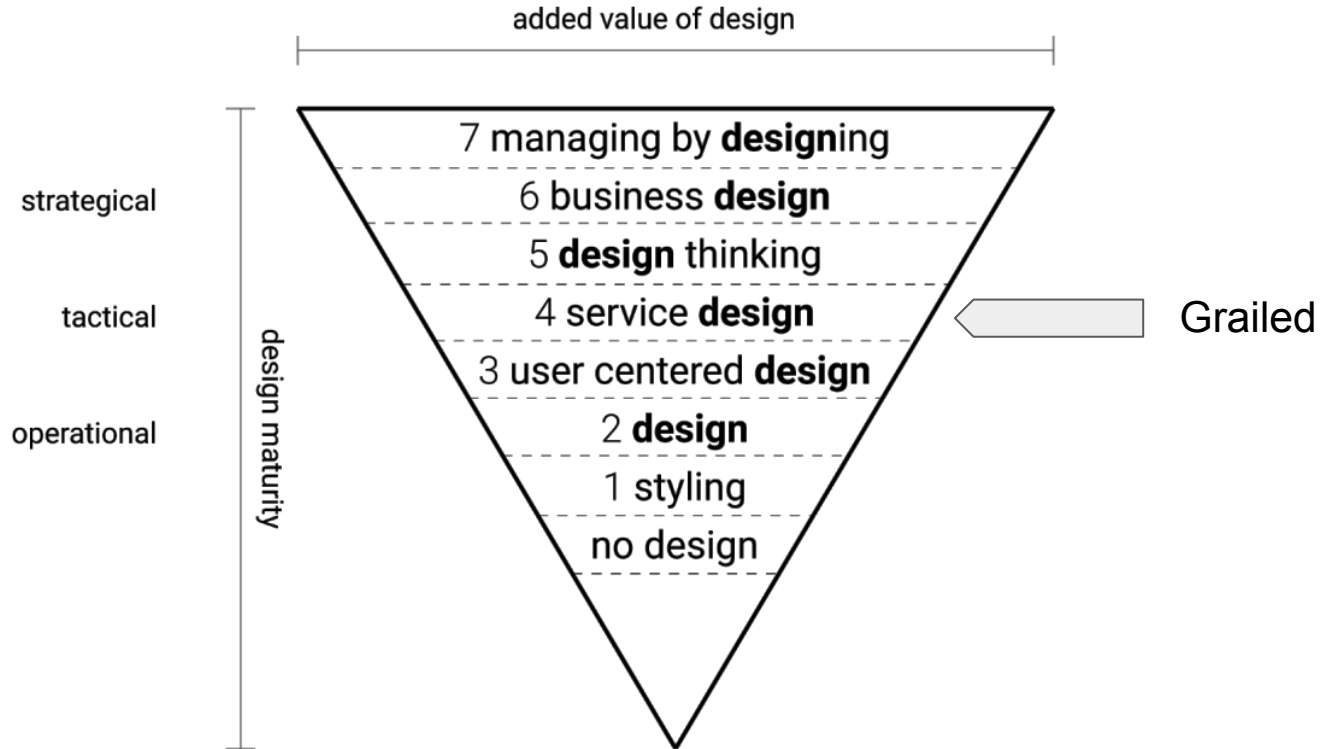 added value of design
7 managing by designing
strategical
6 business design
5 design thinking
tactical
4 service design
Grailed
3 user centered design
design maturity
operational
2 design
1 styling
no design